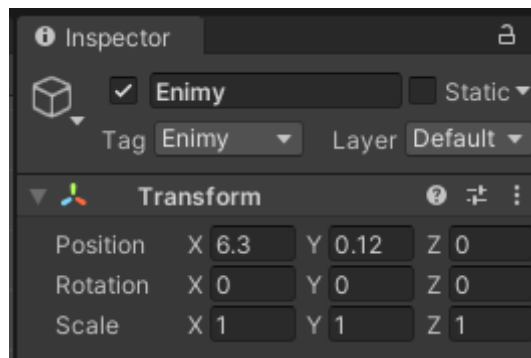 Inspector
Enimy Static
Tag Enimy Layer Default
Transform
Position X 6.3 Y 0.12 Z 0
Rotation X 0 Y 0 Z 0
Scale X 1 Y 1 Z 1